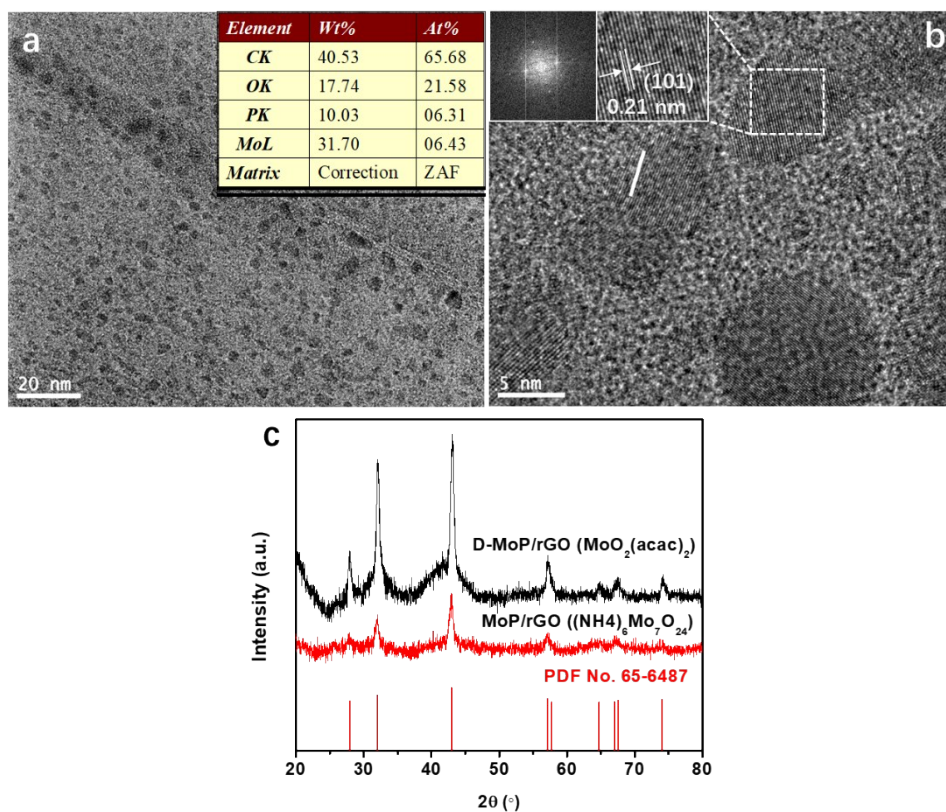 a
Element Wt% At%
CK 40.53 65.68
OK 17.74 21.58
PK 10.03 06.31
MoL 31.70 06.43
Matrix Correction ZAF
20 nm
b
(101)
0.21 nm
5 nm
c
Intensity (a.u.)
D-MoP/rGO (MoO₂(acac)₂)
MoP/rGO ((NH4)₆Mo₇O₂₄)
PDF No. 65-6487
20 30 40 50 60 70 80
2θ (°)